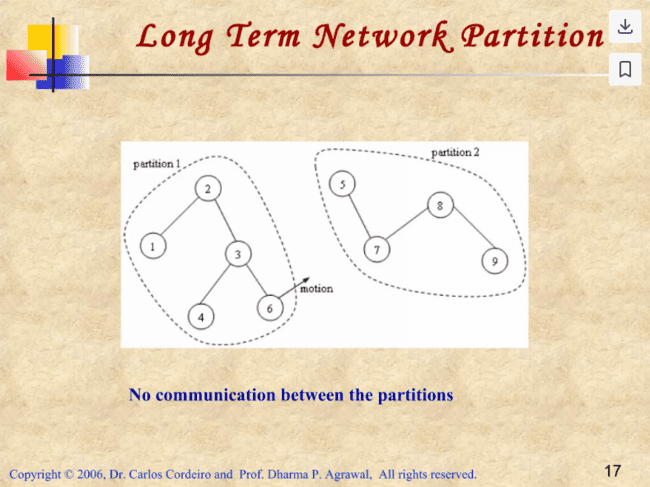 Long Term Network Partition
partition 1
partition 2
2
5
8
1
3
7
9
motion
4
6
No communication between the partitions
Copyright © 2006, Dr. Carlos Cordeiro and Prof. Dharma P. Agrawal, All rights reserved.
17